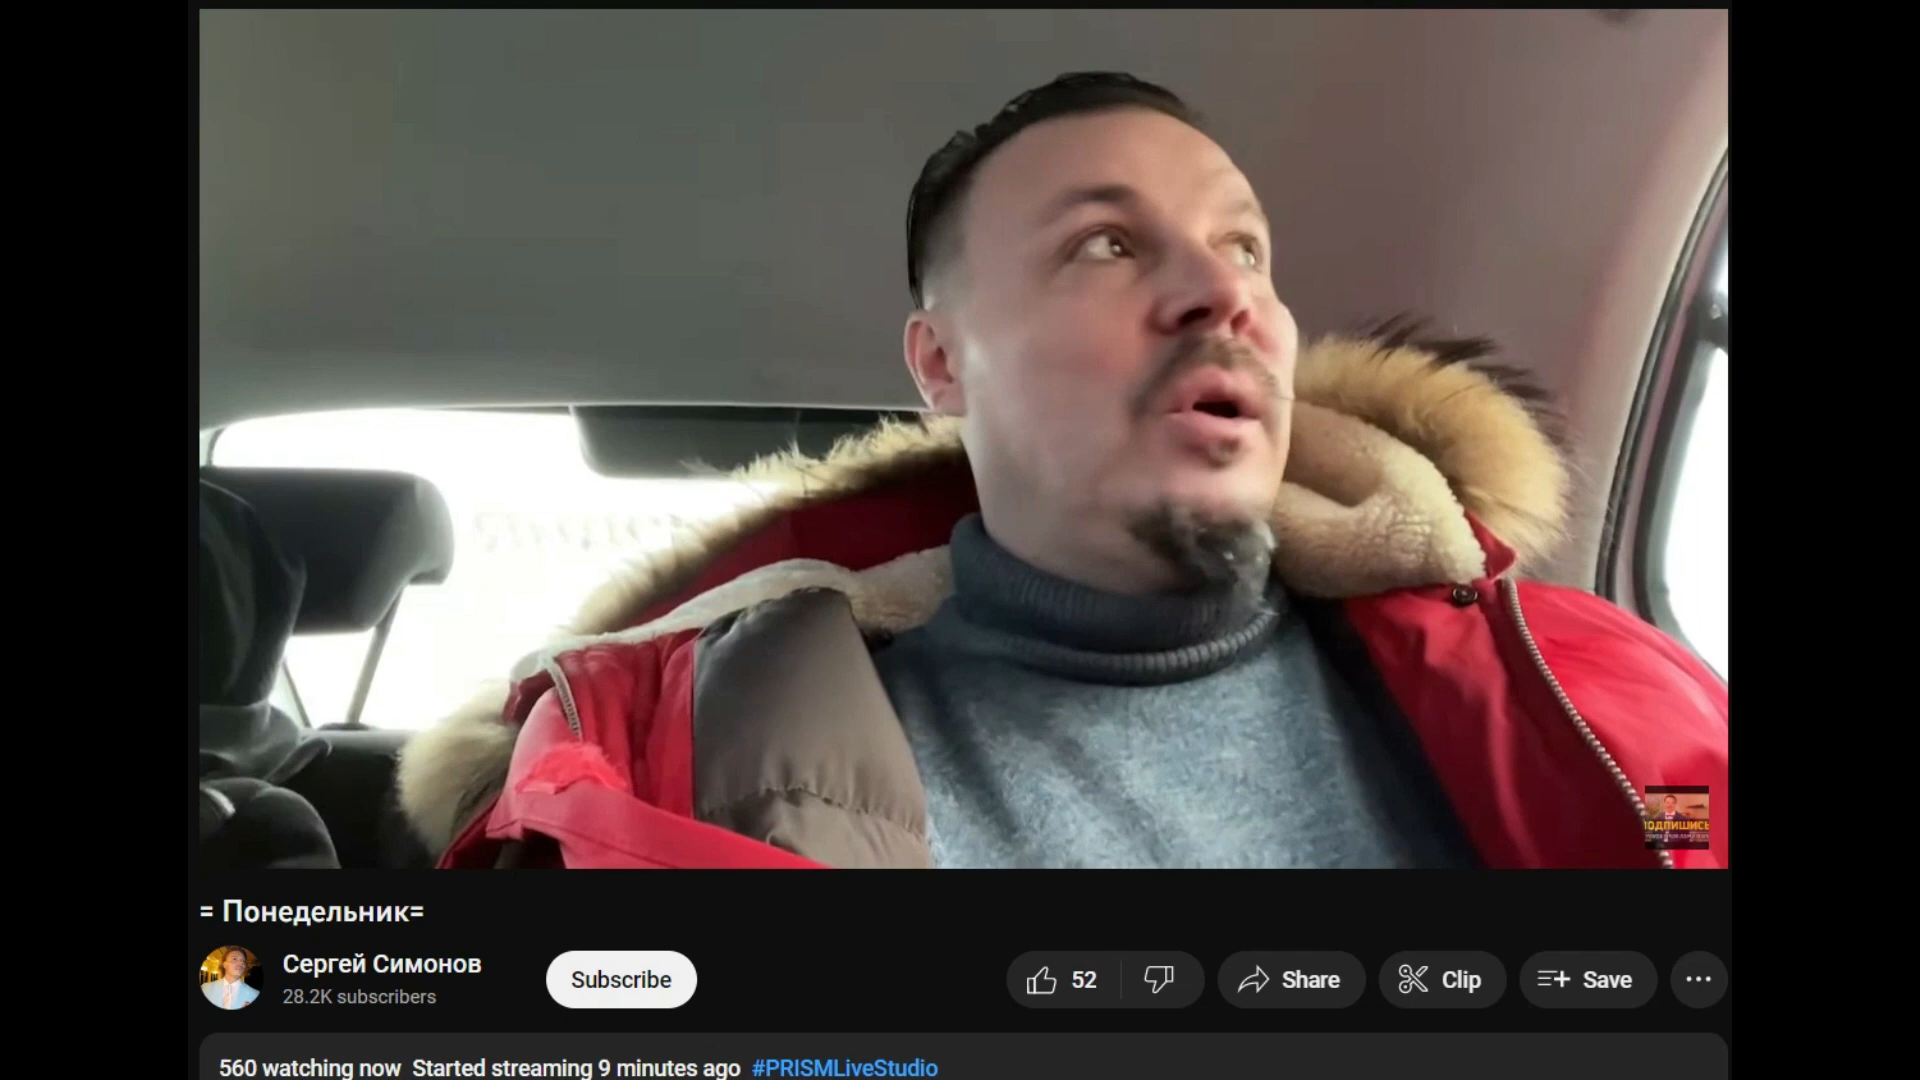 ПОДПИШИСЬ
= Понедельник=
Сергей Симонов
28.2K subscribers
Subscribe
52
Share
Clip
Save
560 watching now Started streaming 9 minutes ago #PRISMLiveStudio